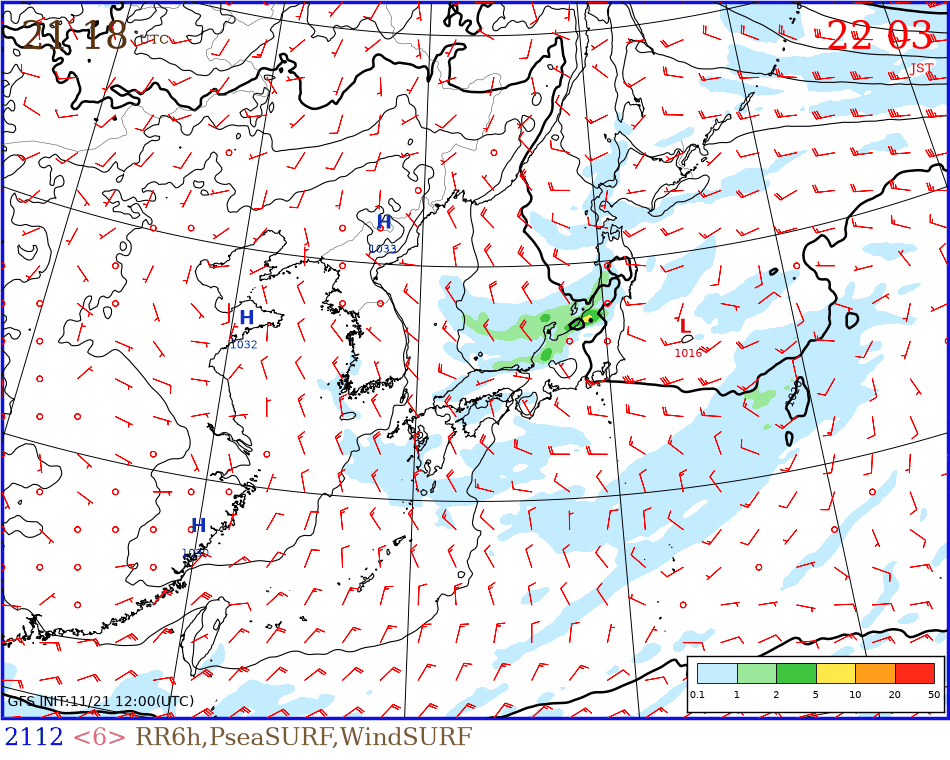 21 18 UTC
22 03
JST
H
1033
H
1032
L
1016
H
GFS INIT:11/21 12:00(UTC)
0.1 1 2 5 10 20 50
2112 <6> RR6h,PseaSURF,WindSURF